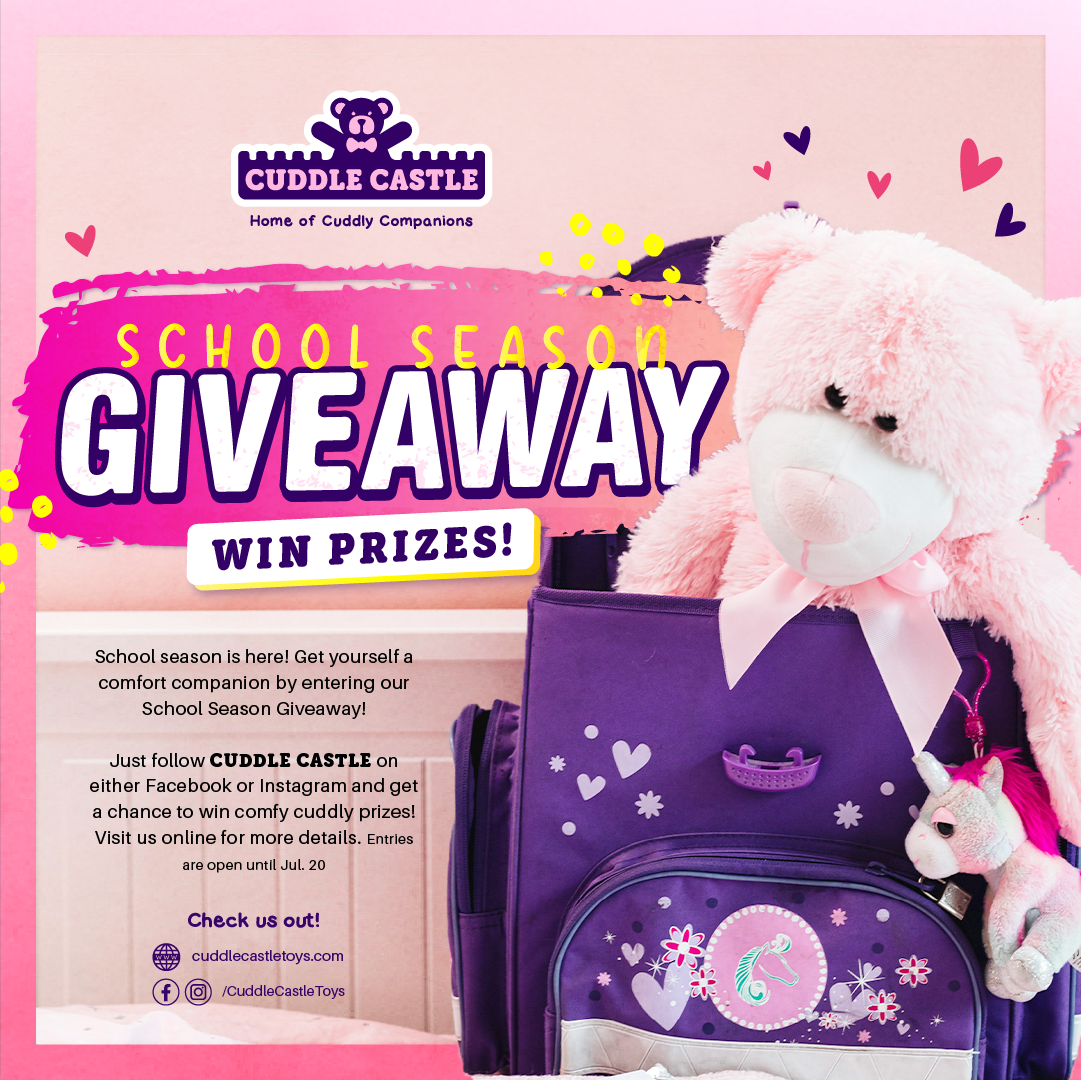 CUDDLE CASTLE
Home of Cuddly Companions
SCHOOL SEASON
GIVEAWAY
WIN PRIZES!
School season is here! Get yourself a
comfort companion by entering our
School Season Giveaway!
Just follow CUDDLE CASTLE on
either Facebook or Instagram and get
a chance to win comfy cuddly prizes!
Visit us online for more details. Entries
are open until Jul. 20
Check us out!
www cuddlecastletoys.com
/CuddleCastleToys